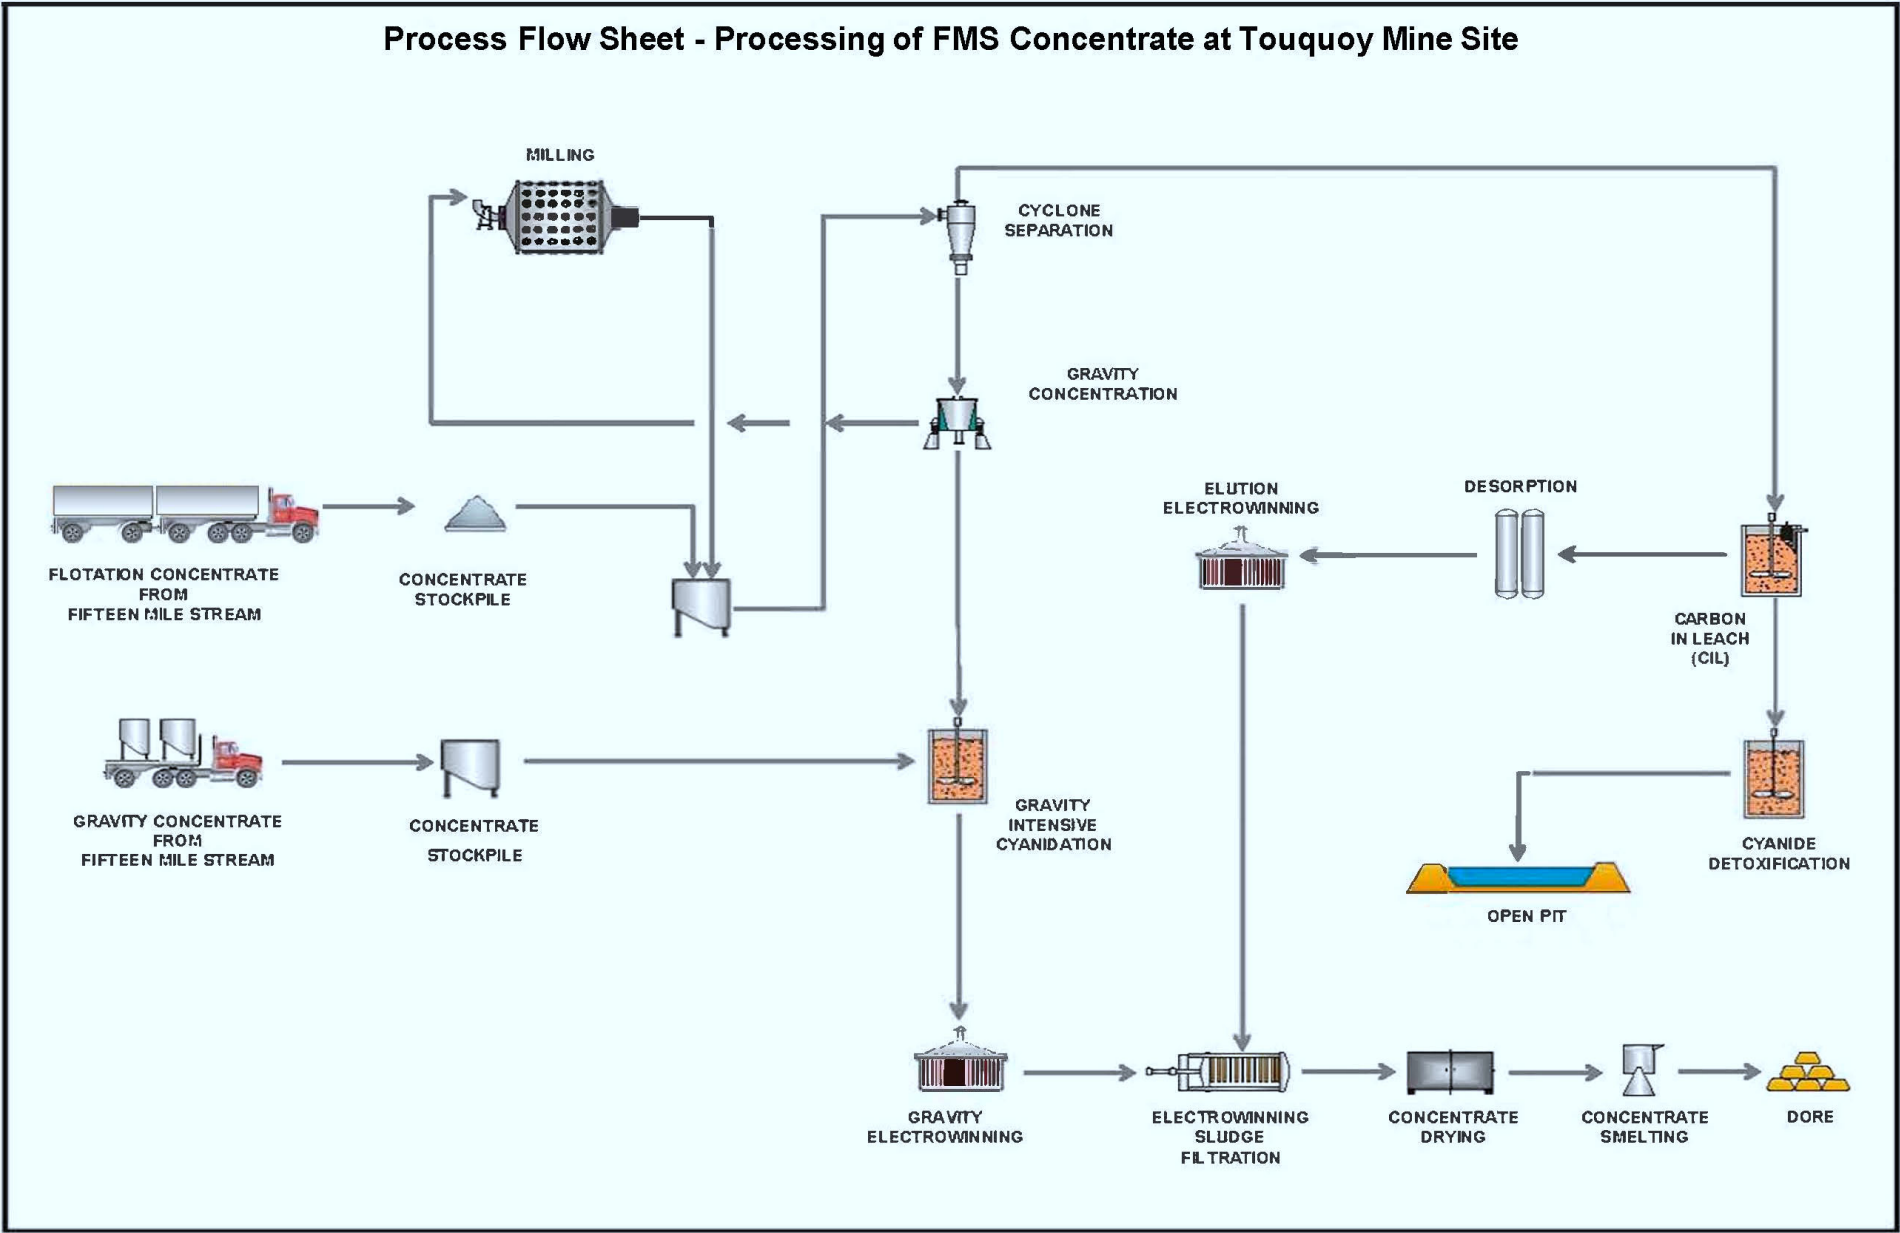 Process Flow Sheet - Processing of FMS Concentrate at Touquoy Mine Site
MILLING
CYCLONE
SEPARATION
GRAVITY
CONCENTRATION
ELUTION
ELECTROWINNING
DESORPTION
FLOTATION CONCENTRATE
FROM
FIFTEEN MILE STREAM
CONCENTRATE
STOCKPILE
CARBON
IN LEACH
(CIL)
GRAVITY CONCENTRATE
FROM
FIFTEEN MILE STREAM
CONCENTRATE
STOCKPILE
GRAVITY
INTENSIVE
CYANIDATION
CYANIDE
DETOXIFICATION
OPEN PIT
GRAVITY
ELECTROWINNING
ELECTROWINNING
SLUDGE
FILTRATION
CONCENTRATE
DRYING
CONCENTRATE
SMELTING
DORE